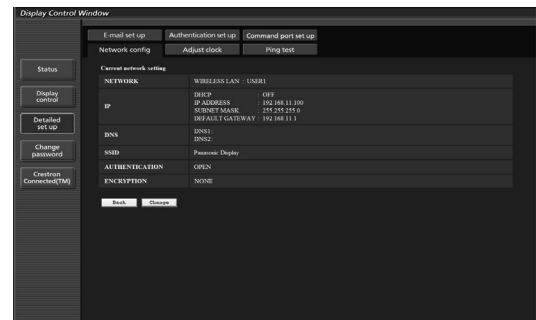 Display Control Window
E-mail set up Authentication set up Command port set up
Network config Adjust clock Ping test
Status
Display
control
Detailed
set up
Change
password
Crestron
Connected(TM)
Current network setting
NETWORK WIRELESS LAN : USER1
IP DHCP : OFF
IP ADDRESS : 192.168.11.100
SUBNET MASK : 255.255.255.0
DEFAULT GATEWAY : 192.168.11.1
DNS DNS1:
DNS2:
SSID Panasonic Display
AUTHENTICATION OPEN
ENCRYPTION NONE
Back Change